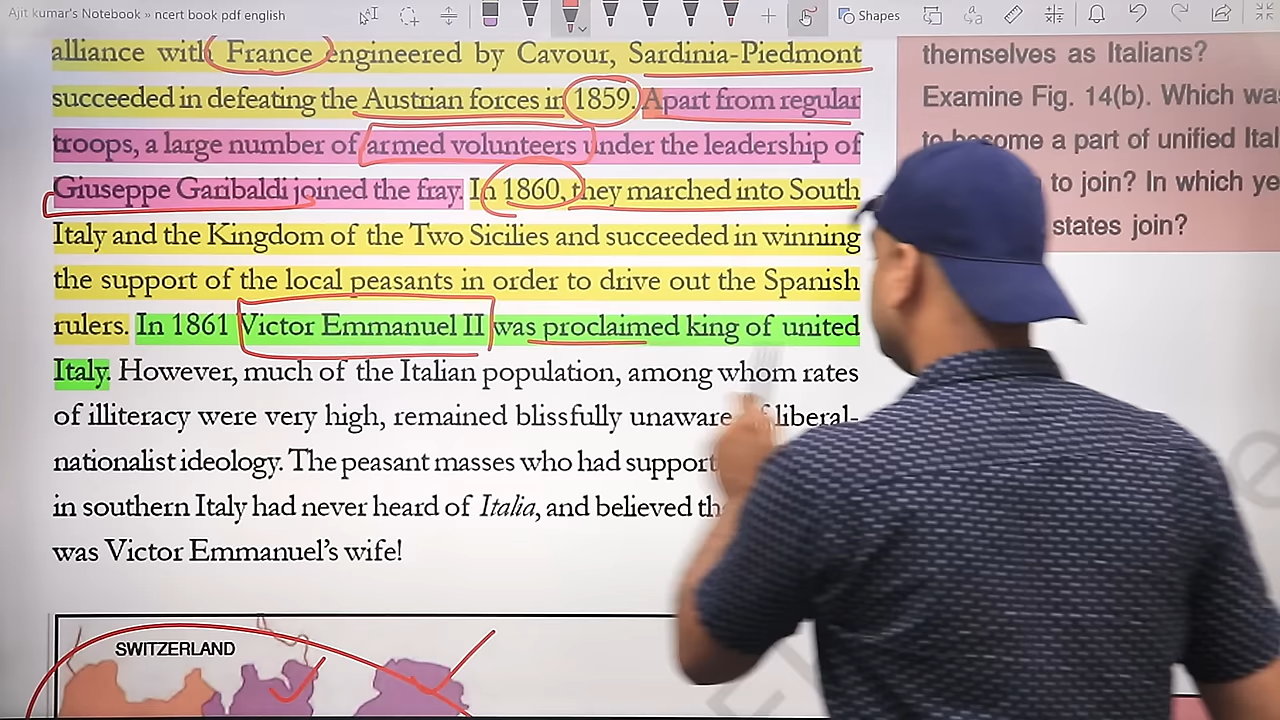 Ajit kumar's Notebook » ncert book pdf english
Shapes
alliance with France engineered by Cavour, Sardinia-Piedmont
succeeded in defeating the Austrian forces in 1859. Apart from regular
troops, a large number of armed volunteers under the leadership of
Giuseppe Garibaldi joined the fray. In 1860, they marched into South
Italy and the Kingdom of the Two Sicilies and succeeded in winning
the support of the local peasants in order to drive out the Spanish
rulers. In 1861 Victor Emmanuel II was proclaimed king of united
Italy. However, much of the Italian population, among whom rates
of illiteracy were very high, remained blissfully unaware of liberal-
nationalist ideology. The peasant masses who had support
in southern Italy had never heard of Italia, and believed
was Victor Emmanuel's wife!
themselves as Italians?
Examine Fig. 14(b). Which was
to become a part of unified Ital
to join? In which ye
states join?
SWITZERLAND